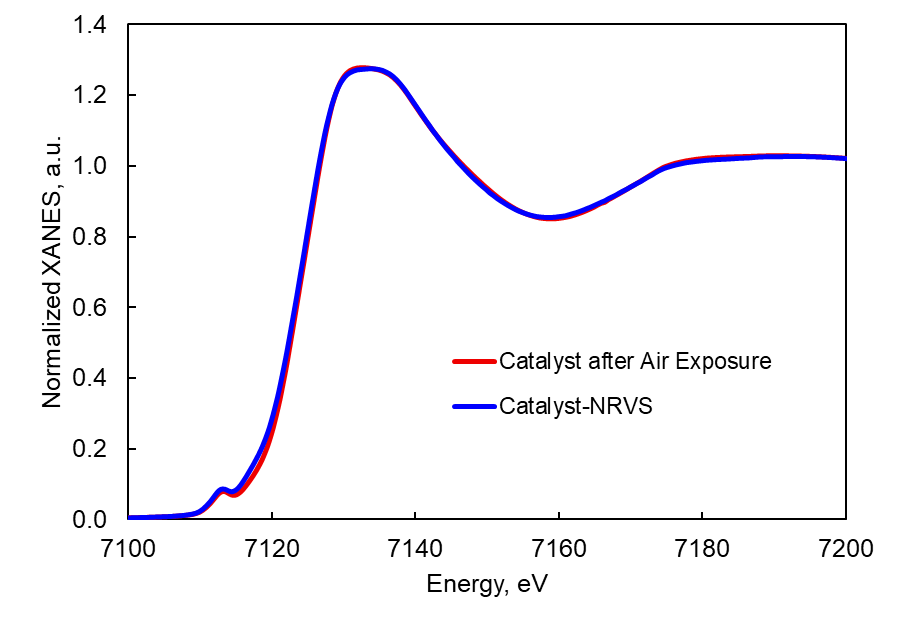 1.4
1.2
1.0
0.8
0.6
0.4
0.2
0.0
Normalized XANES, a.u.
Catalyst after Air Exposure
Catalyst-NRVS
7100 7120 7140 7160 7180 7200
Energy, eV